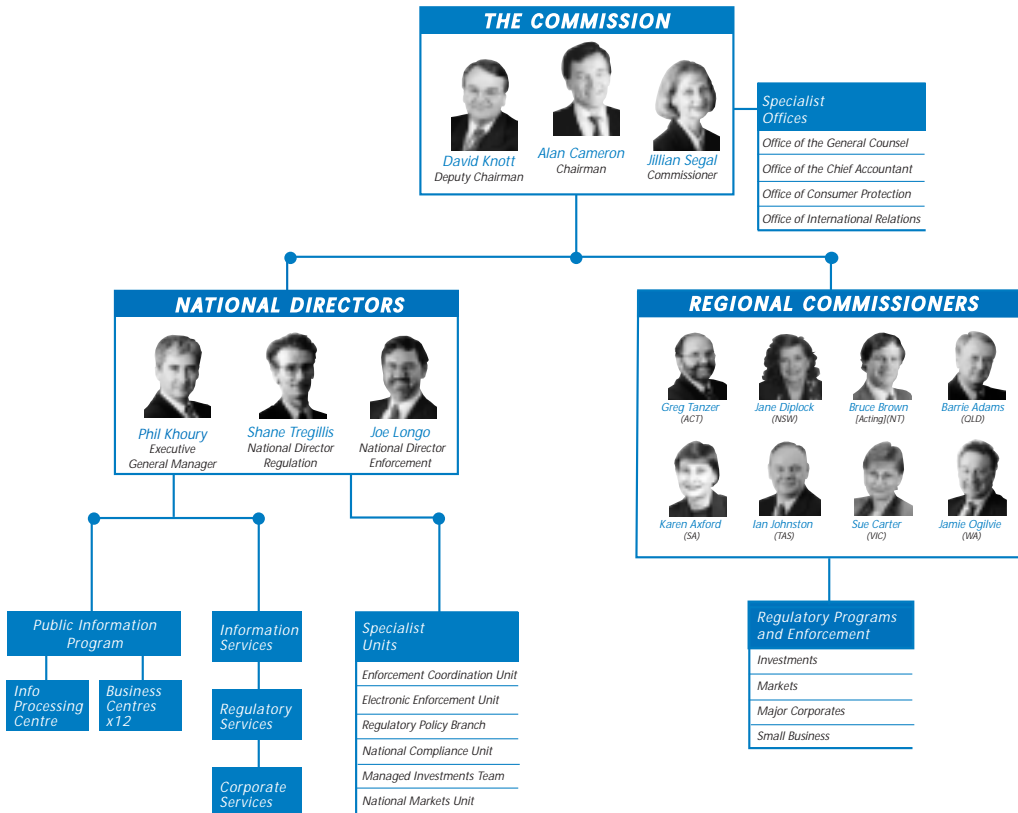 THE COMMISSION
David Knott
Deputy Chairman
Alan Cameron
Chairman
Jillian Segal
Commissioner
Specialist
Offices
Office of the General Counsel
Office of the Chief Accountant
Office of Consumer Protection
Office of International Relations
NATIONAL DIRECTORS
Phil Khoury
Executive
General Manager
Shane Tregillis
National Director
Regulation
Joe Longo
National Director
Enforcement
REGIONAL COMMISSIONERS
Greg Tanzer
(ACT)
Jane Diplock
(NSW)
Bruce Brown
[Acting](NT)
Barrie Adams
(QLD)
Karen Axford
(SA)
Ian Johnston
(TAS)
Sue Carter
(VIC)
Jamie Ogilvie
(WA)
Public Information
Program
Info
Processing
Centre
Business
Centres
x12
Information
Services
Regulatory
Services
Corporate
Services
Specialist
Units
Enforcement Coordination Unit
Electronic Enforcement Unit
Regulatory Policy Branch
National Compliance Unit
Managed Investments Team
National Markets Unit
Regulatory Programs
and Enforcement
Investments
Markets
Major Corporates
Small Business